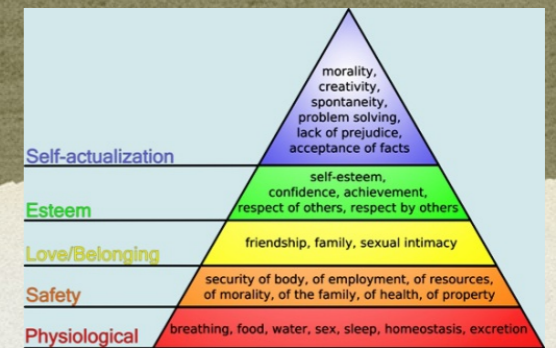 morality,
creativity,
spontaneity,
problem solving,
lack of prejudice,
acceptance of facts
Self-actualization
self-esteem,
confidence, achievement,
respect of others, respect by others
Esteem
friendship, family, sexual intimacy
Love/Belonging
security of body, of employment, of resources,
of morality, of the family, of health, of property
Safety
breathing, food, water, sex, sleep, homeostasis, excretion
Physiological